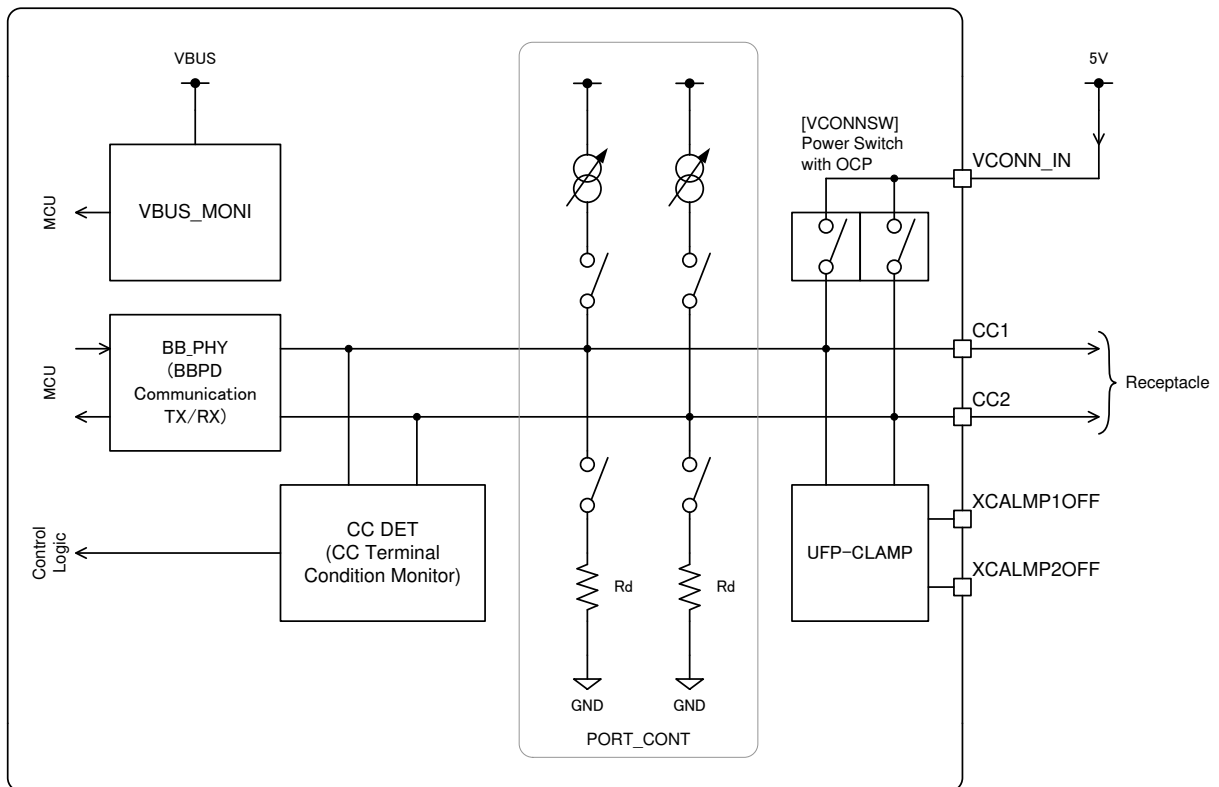 VBUS
5V
[VCONNSW]
Power Switch
with OCP
VCONN_IN
MCU
VBUS_MONI
CC1
BB_PHY
(BBPD
Communication
TX/RX)
MCU
Receptacle
CC2
XCALMP1OFF
CC DET
(CC Terminal
Condition Monitor)
Control
Logic
UFP-CLAMP
Rd
Rd
XCALMP2OFF
GND
GND
PORT_CONT